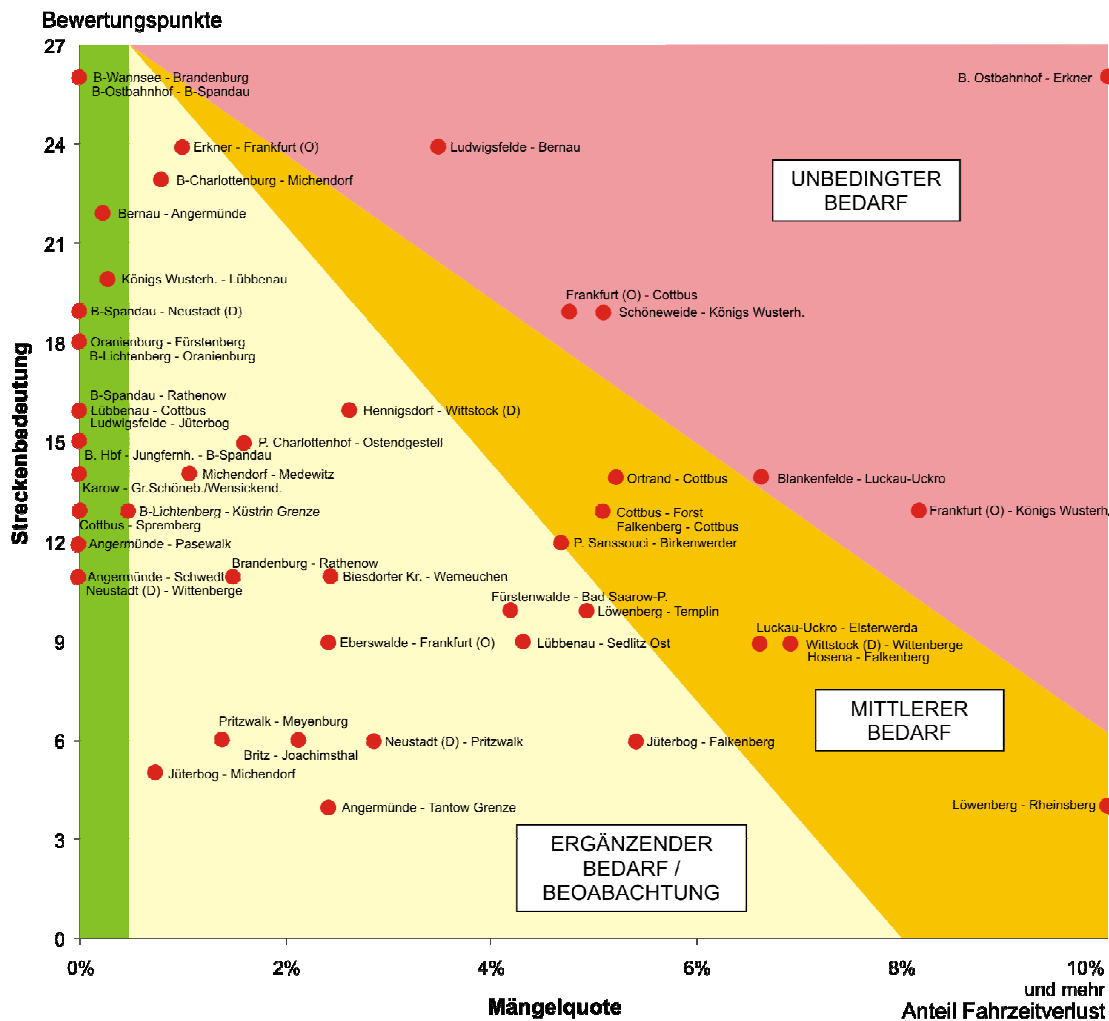 Bewertungspunkte
27
B-Wannsee - Brandenburg
B. Ostbahnhof - Erkner
B-Ostbahnhof - B-Spandau
24
Erkner - Frankfurt (O)
Ludwigsfelde - Bernau
B-Charlottenburg - Michendorf
UNBEDINGTER
BEDARF
Bernau - Angermünde
21
Königs Wusterh. - Lübbenau
Frankfurt (O) - Cottbus
B-Spandau - Neustadt (D)
Schöneweide - Königs Wusterh.
18
Oranienburg - Fürstenberg
B-Lichtenberg - Oranienburg
Streckenbedeutung
B-Spandau - Rathenow
Lübbenau - Cottbus
Hennigsdorf - Wittstock (D)
Ludwigsfelde - Jüterbog
15
P. Charlottenhof - Ostendgestell
B. Hbf - Jungfernh. - B-Spandau
Michendorf - Medewitz
Ortrand - Cottbus
Blankenfelde - Luckau-Uckro
Karow - Gr.Schöneb./Wensickend.
B-Lichtenberg - Küstrin Grenze
Cottbus - Forst
Frankfurt (O) - Königs Wusterh.
Cottbus - Spremberg
Falkenberg - Cottbus
12
Angermünde - Pasewalk
P. Sanssouci - Birkenwerder
Brandenburg - Rathenow
Angermünde - Schwedt
Biesdorfer Kr. - Werneuchen
Neustadt (D) - Wittenberge
Fürstenwalde - Bad Saarow-P.
Löwenberg - Templin
Luckau-Uckro - Elsterwerda
9
Eberswalde - Frankfurt (O)
Lübbenau - Sedlitz Ost
Wittstock (D) - Wittenberge
Hosena - Falkenberg
MITTLERER
BEDARF
Pritzwalk - Meyenburg
6
Neustadt (D) - Pritzwalk
Jüterbog - Falkenberg
Britz - Joachimsthal
Jüterbog - Michendorf
Angermünde - Tantow Grenze
Löwenberg - Rheinsberg
3
ERGÄNZENDER
BEDARF /
BEOABACHTUNG
0
0%
2%
4%
6%
8%
10%
und mehr
Mängelquote
Anteil Fahrzeitverlust